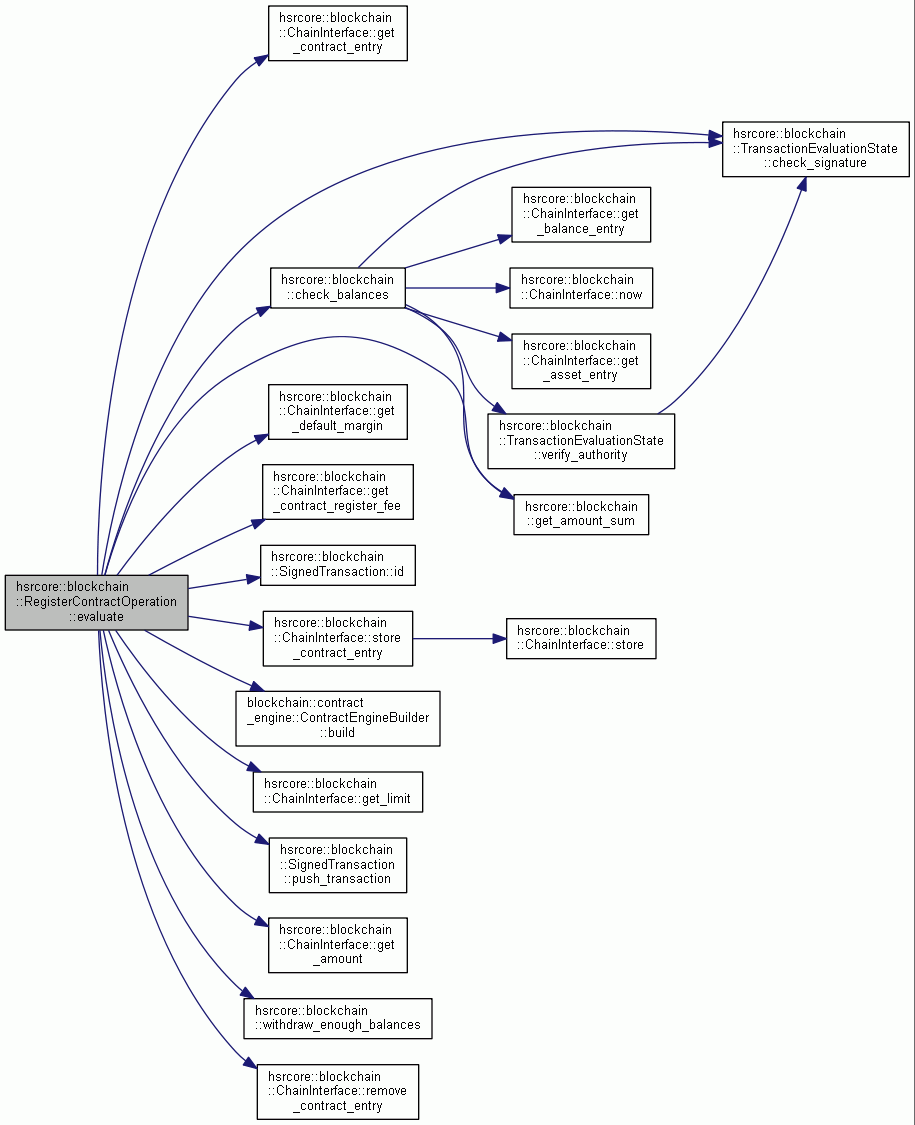 hsrcore::blockchain
::ChainInterface::get
_contract_entry
hsrcore::blockchain
::TransactionEvaluationState
::check_signature
hsrcore::blockchain
::ChainInterface::get
_balance_entry
hsrcore::blockchain
::check_balances
hsrcore::blockchain
::ChainInterface::now
hsrcore::blockchain
::ChainInterface::get
_asset_entry
hsrcore::blockchain
::ChainInterface::get
_default_margin
hsrcore::blockchain
::TransactionEvaluationState
::verify_authority
hsrcore::blockchain
::ChainInterface::get
_contract_register_fee
hsrcore::blockchain
::get_amount_sum
hsrcore::blockchain
::SignedTransaction::id
hsrcore::blockchain
::RegisterContractOperation
::evaluate
hsrcore::blockchain
::ChainInterface::store
_contract_entry
hsrcore::blockchain
::ChainInterface::store
blockchain::contract
_engine::ContractEngineBuilder
::build
hsrcore::blockchain
::ChainInterface::get_limit
hsrcore::blockchain
::SignedTransaction
::push_transaction
hsrcore::blockchain
::ChainInterface::get
_amount
hsrcore::blockchain
::withdraw_enough_balances
hsrcore::blockchain
::ChainInterface::remove
_contract_entry